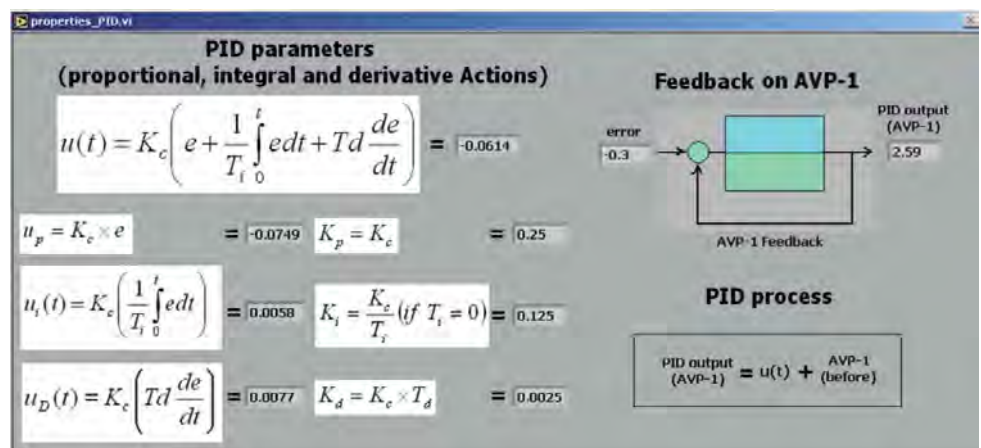 properties_PID.vi
PID parameters
(proportional, integral and derivative Actions)
u(t) = K_c ( e + 1/T_i ∫_0^t edt + Td de/dt ) = -0.0614
u_p = K_c × e = -0.0749 K_p = K_c = 0.25
u_i(t) = K_c ( 1/T_i ∫_0^t edt ) = 0.0058 K_i = K_c/T_i (if T_i = 0) = 0.125
u_D(t) = K_c ( Td de/dt ) = 0.0077 K_d = K_c × T_d = 0.0025
Feedback on AVP-1
PID output
(AVP-1)
error
-0.3
2.59
AVP-1 Feedback
PID process
PID output
(AVP-1) = u(t) + AVP-1
(before)